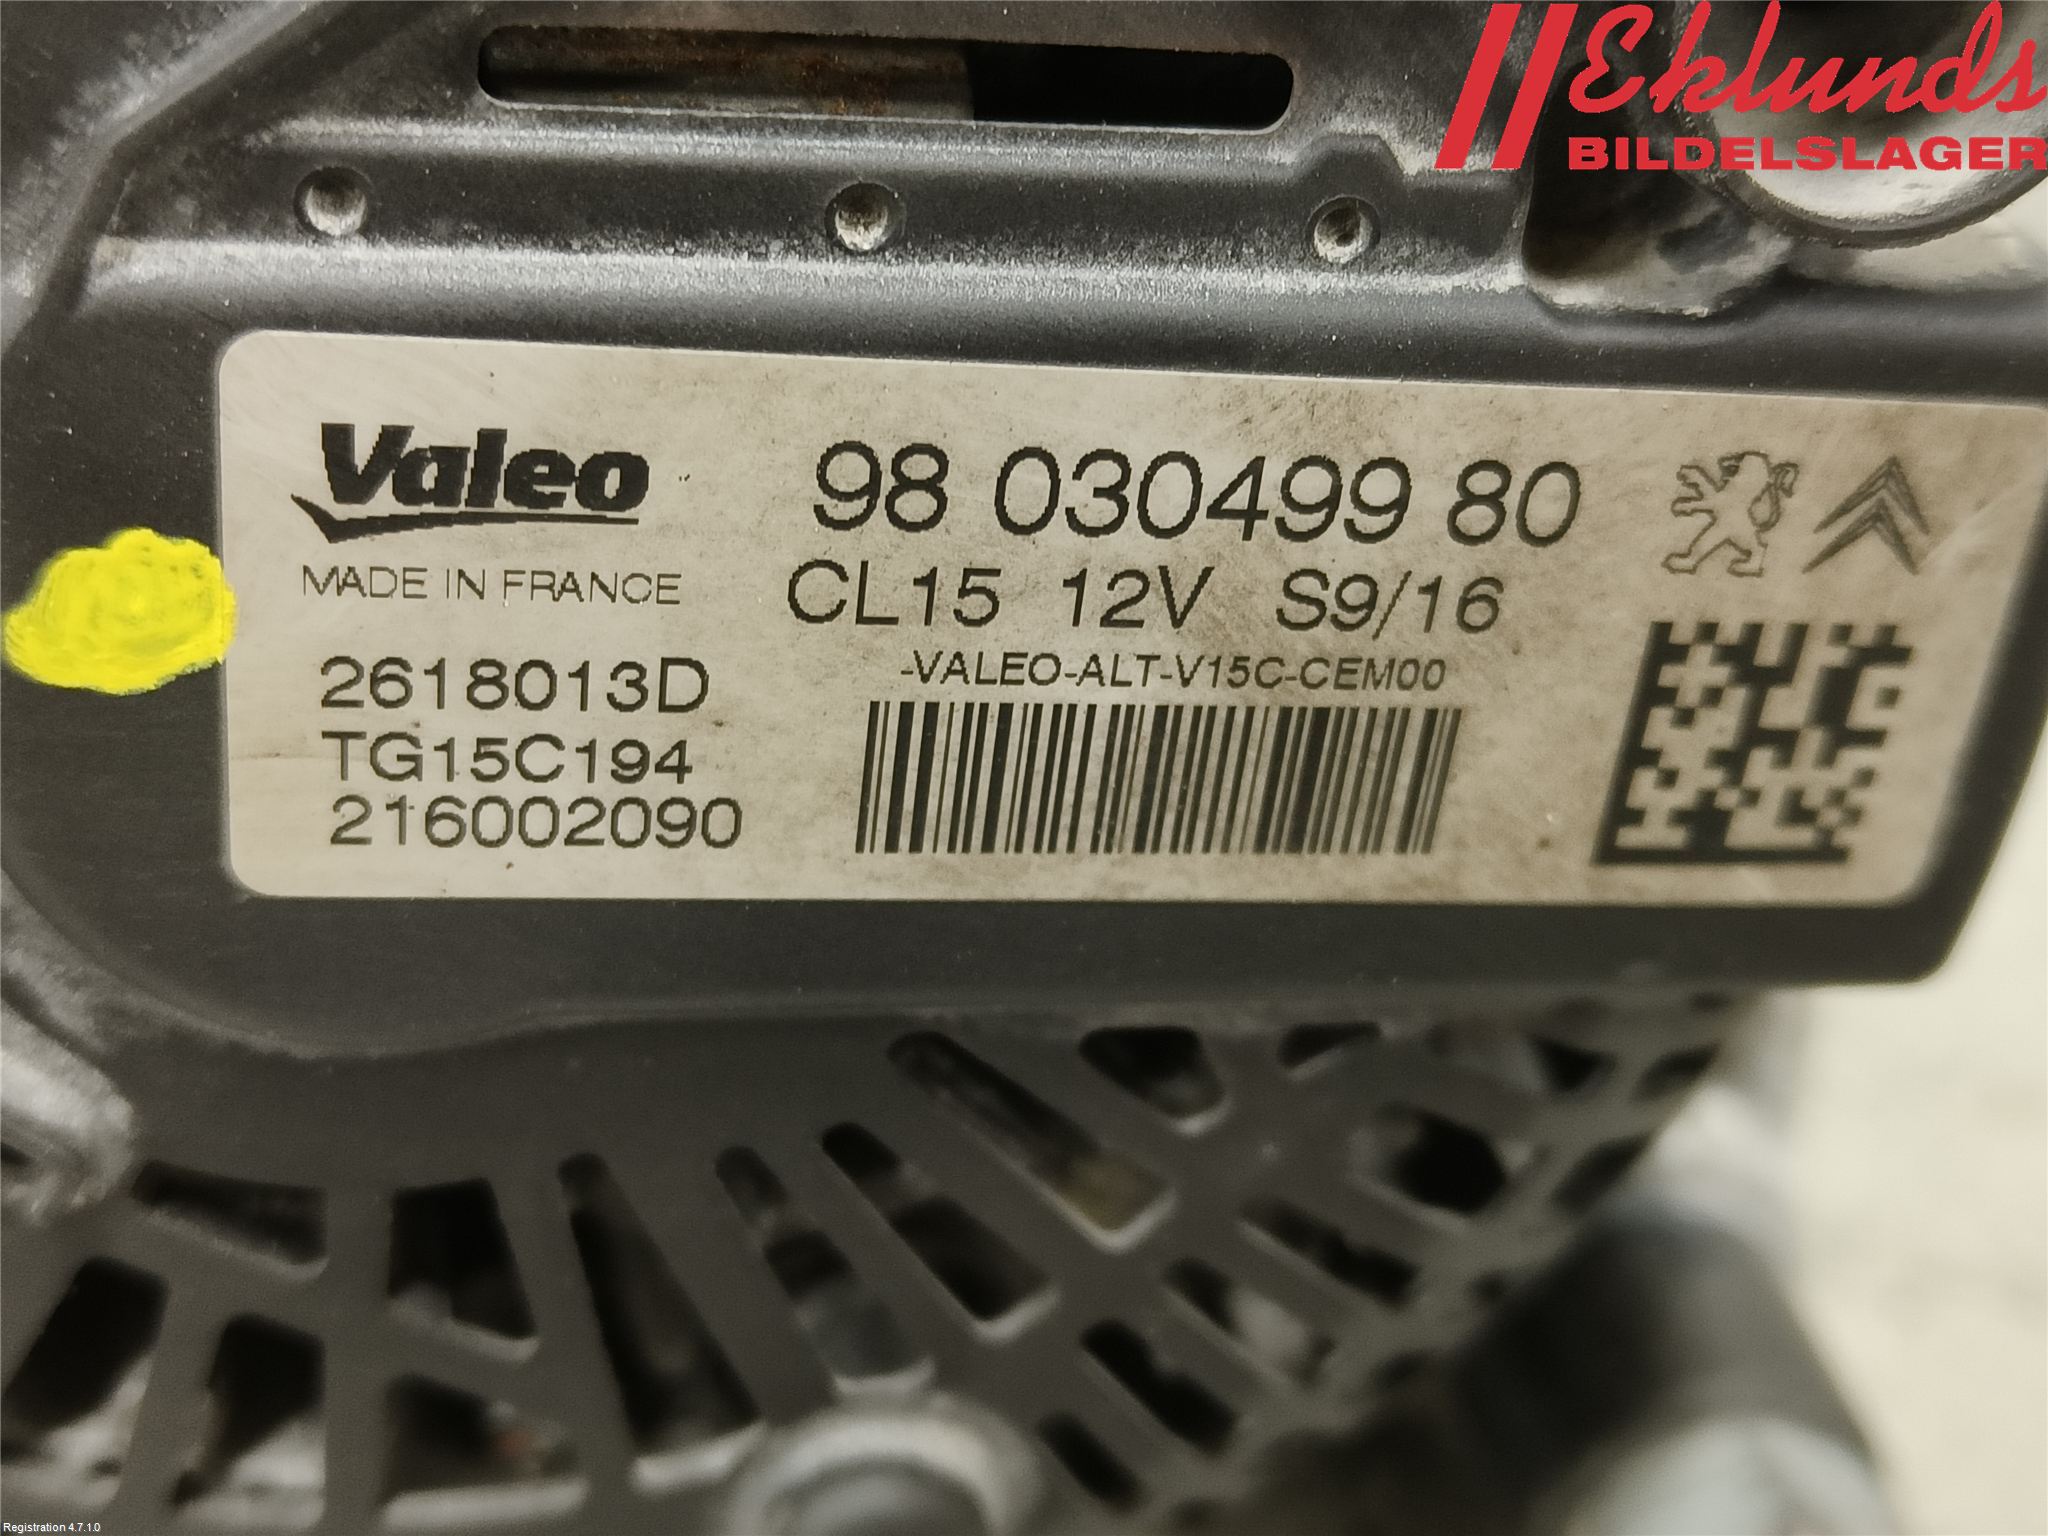 Eklunds
BILDELSLAGER
Valeo
98 030499 80
MADE IN FRANCE
CL15 12V S9/16
2618013D
-VALEO-ALT-V15C-CEM00
TG15C194
216002090
Registration 4.7.1.0